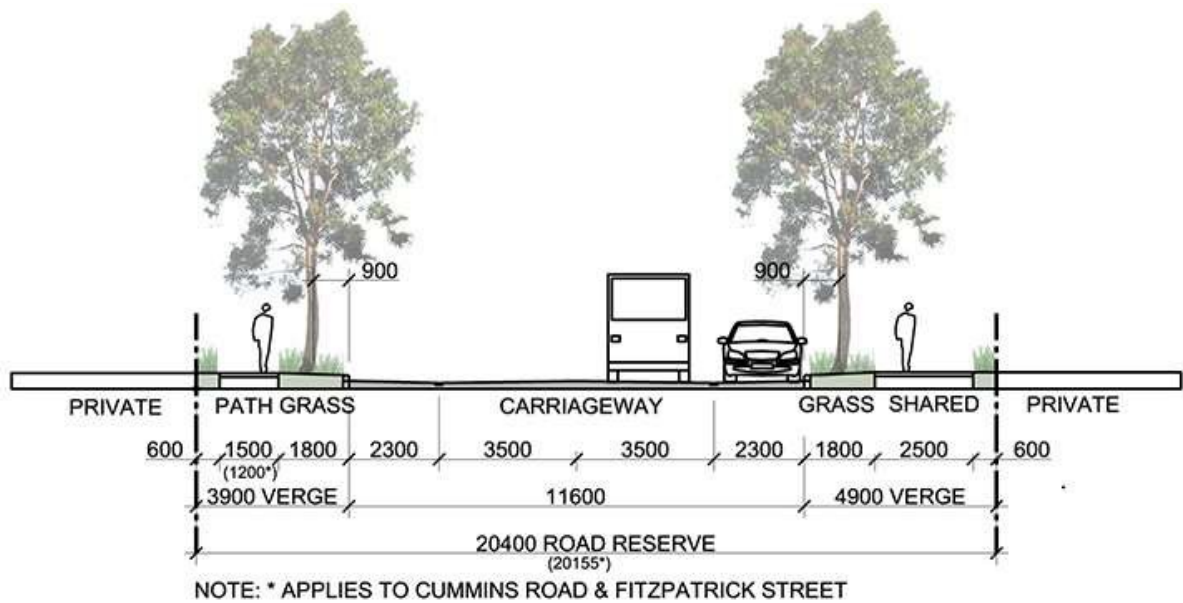 900 900
PRIVATE PATH GRASS CARRIAGEWAY GRASS SHARED PRIVATE
600 1500 1800 2300 3500 3500 2300 1800 2500 600
(1200*)
3900 VERGE 11600 4900 VERGE
20400 ROAD RESERVE
(20155*)
NOTE: * APPLIES TO CUMMINS ROAD & FITZPATRICK STREET